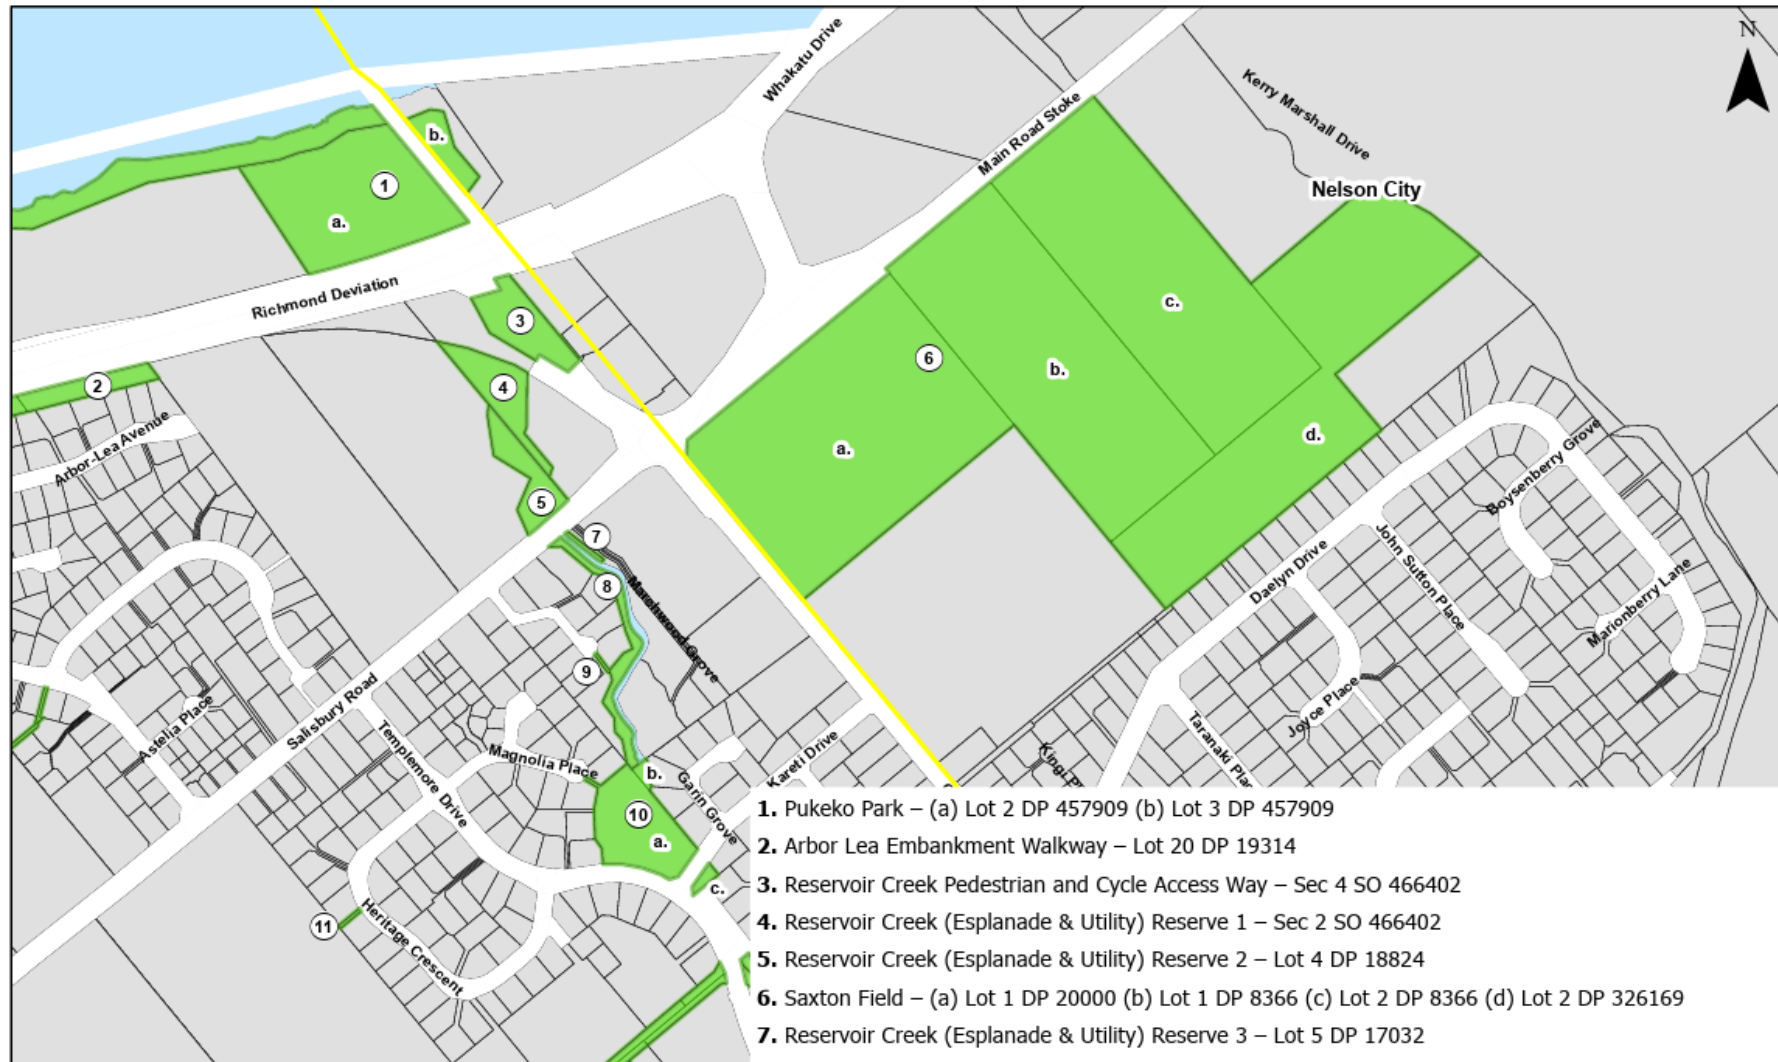 N
Whakatu Drive
Kerry Marshall Drive
Main Road Stoke
b.
Nelson City
1
a.
Richmond Deviation
c.
3
6
b.
2
4
a.
d.
Arbor-Lea Avenue
5
Boysenberry Grove
7
John Sutton Place
Daelyn Drive
8
Marchwood Grove
Marionberry Lane
9
Salisbury Road
Astelia Place
Joyce Place
Templemore Drive
Magnolia Place
Kareti Drive
Taranaki Plac
b.
Garin Grove
10
a.
c.
11
Heritage Crescent
1. Pukeko Park – (a) Lot 2 DP 457909 (b) Lot 3 DP 457909
2. Arbor Lea Embankment Walkway – Lot 20 DP 19314
3. Reservoir Creek Pedestrian and Cycle Access Way – Sec 4 SO 466402
4. Reservoir Creek (Esplanade & Utility) Reserve 1 – Sec 2 SO 466402
5. Reservoir Creek (Esplanade & Utility) Reserve 2 – Lot 4 DP 18824
6. Saxton Field – (a) Lot 1 DP 20000 (b) Lot 1 DP 8366 (c) Lot 2 DP 8366 (d) Lot 2 DP 326169
7. Reservoir Creek (Esplanade & Utility) Reserve 3 – Lot 5 DP 17032